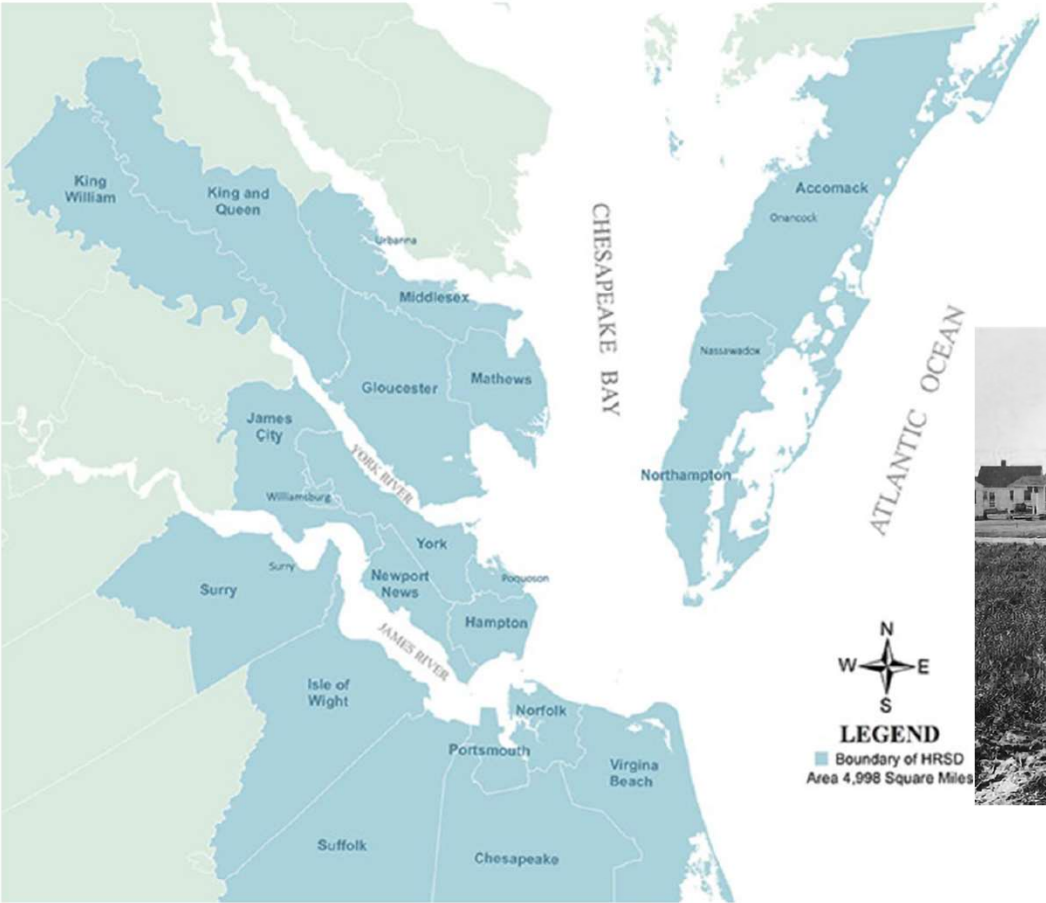 King
William
King and
Queen
Urbanna
Middlesex
Gloucester
Mathews
James
City
Williamsburg
YORK RIVER
York
Surry
Surry
Newport
News
Poquoson
Hampton
JAMES RIVER
Isle of
Wight
Norfolk
Portsmouth
Virgina
Beach
Suffolk
Chesapeake
CHESAPEAKE BAY
Accomack
Onancock
Nassawadox
Northampton
ATLANTIC OCEAN
N
W E
S
LEGEND
Boundary of HRSD
Area 4,998 Square Miles